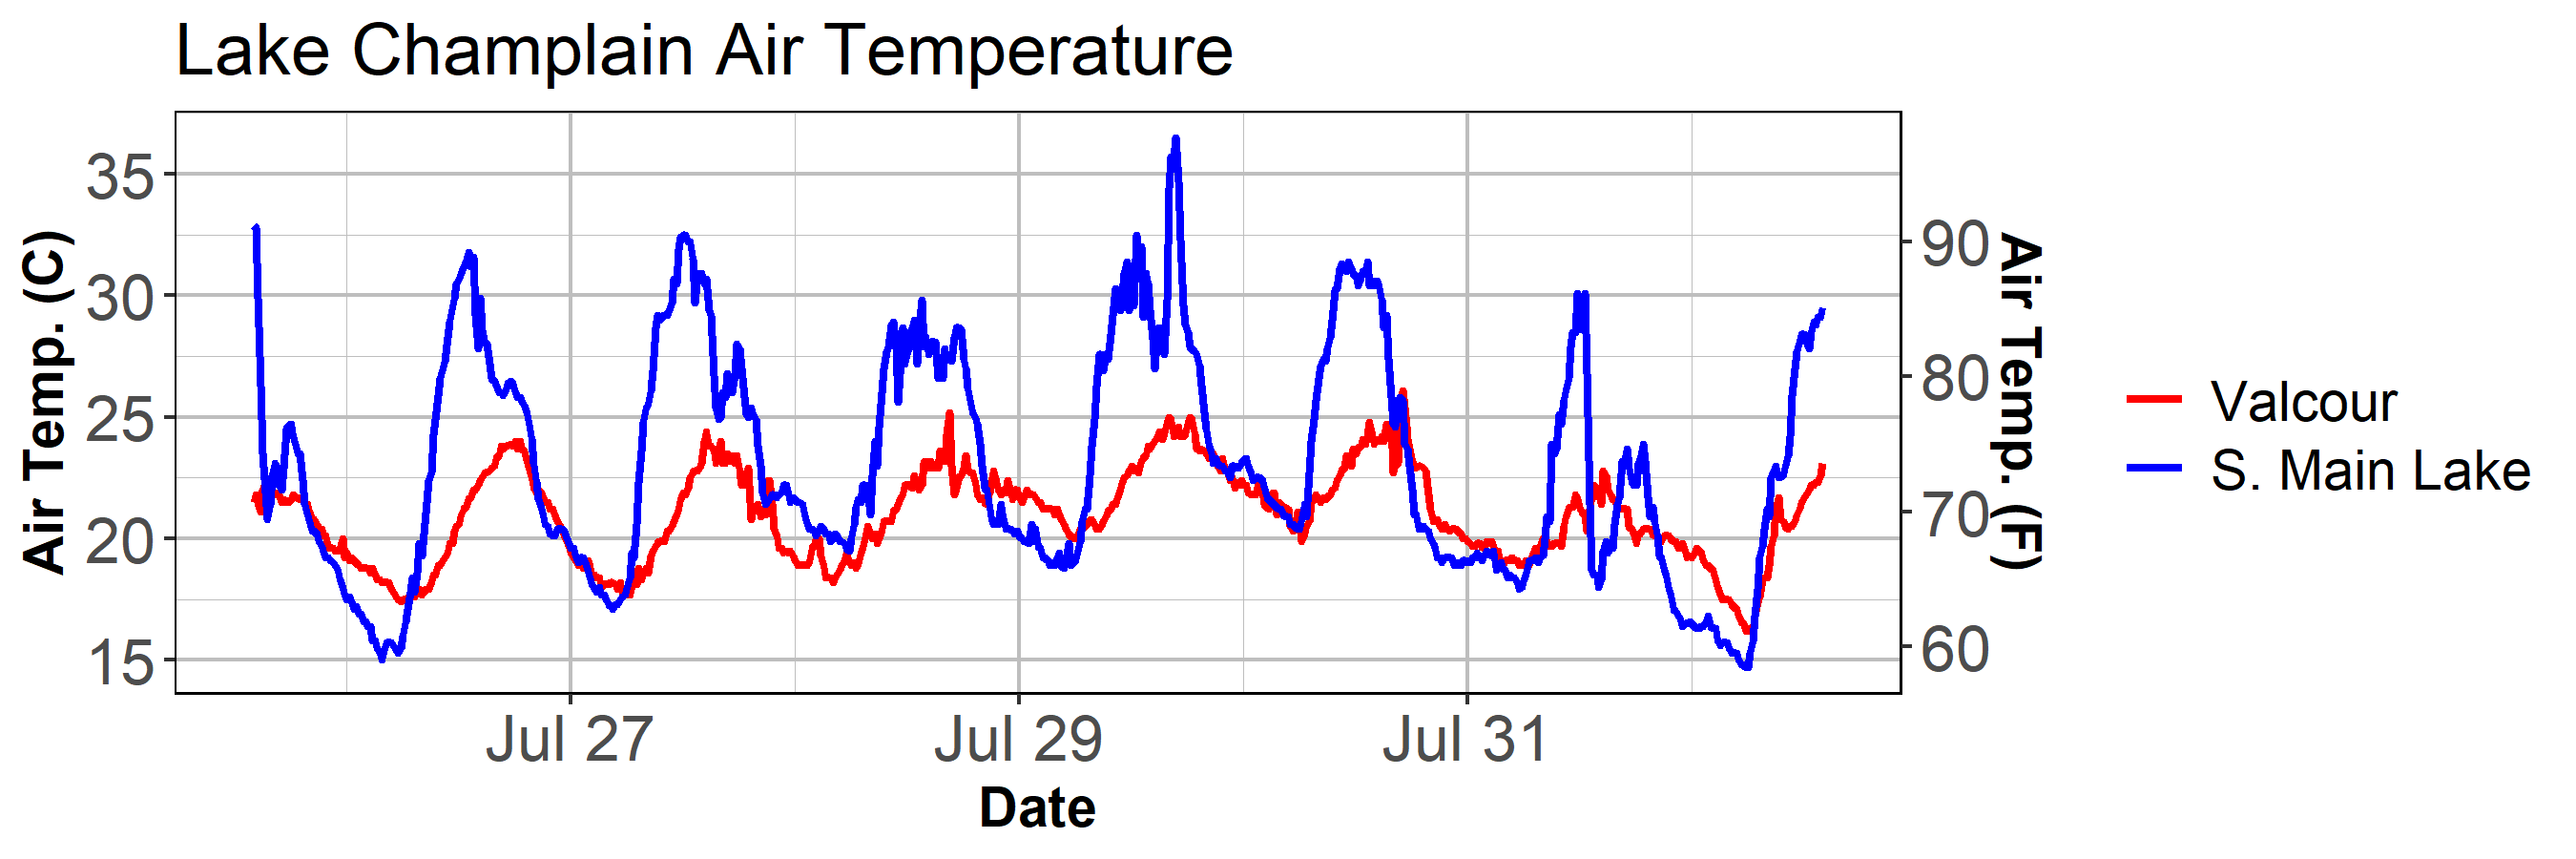 Lake Champlain Air Temperature
Air Temp. (C)
35
30
25
20
15
90
80
70
60
Air Temp. (F)
Jul 27
Jul 29
Jul 31
Date
Valcour
S. Main Lake